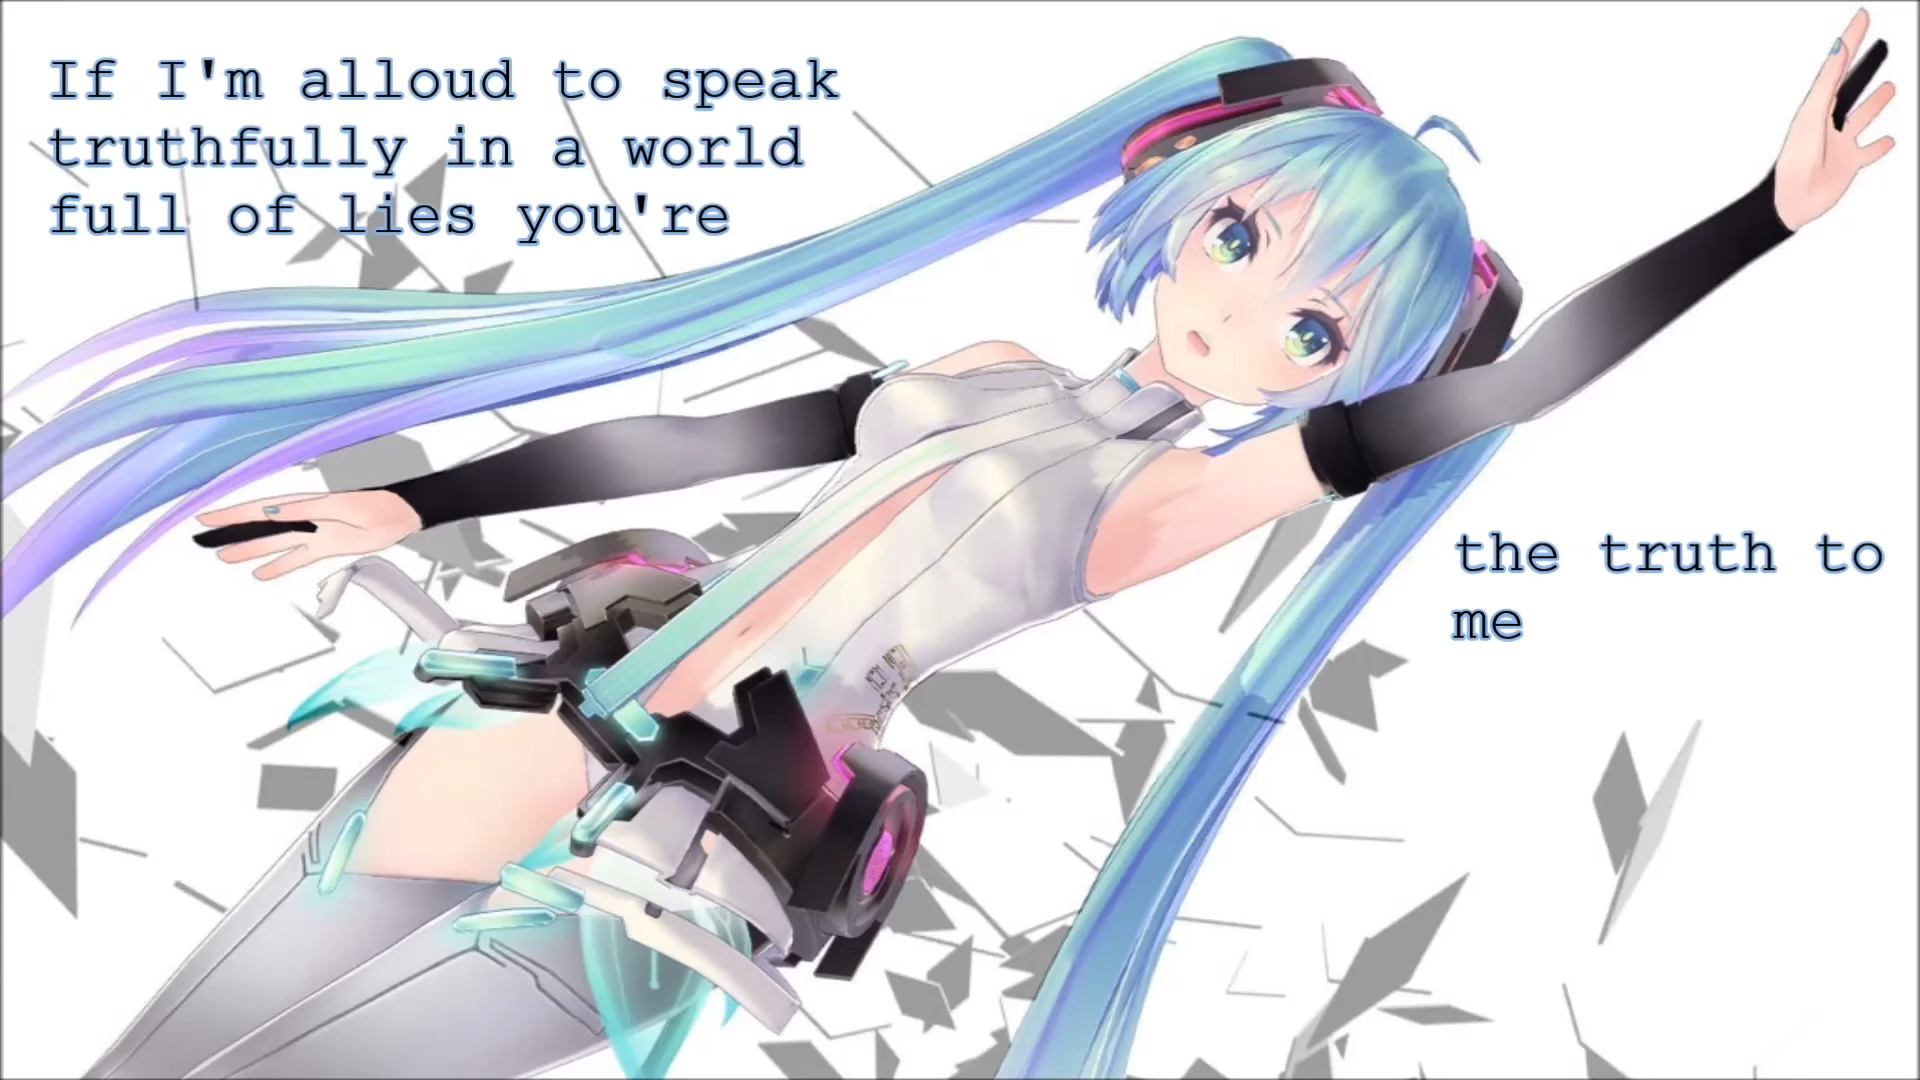 If I'm alloud to speak
truthfully in a world
full of lies you're
the truth to
me